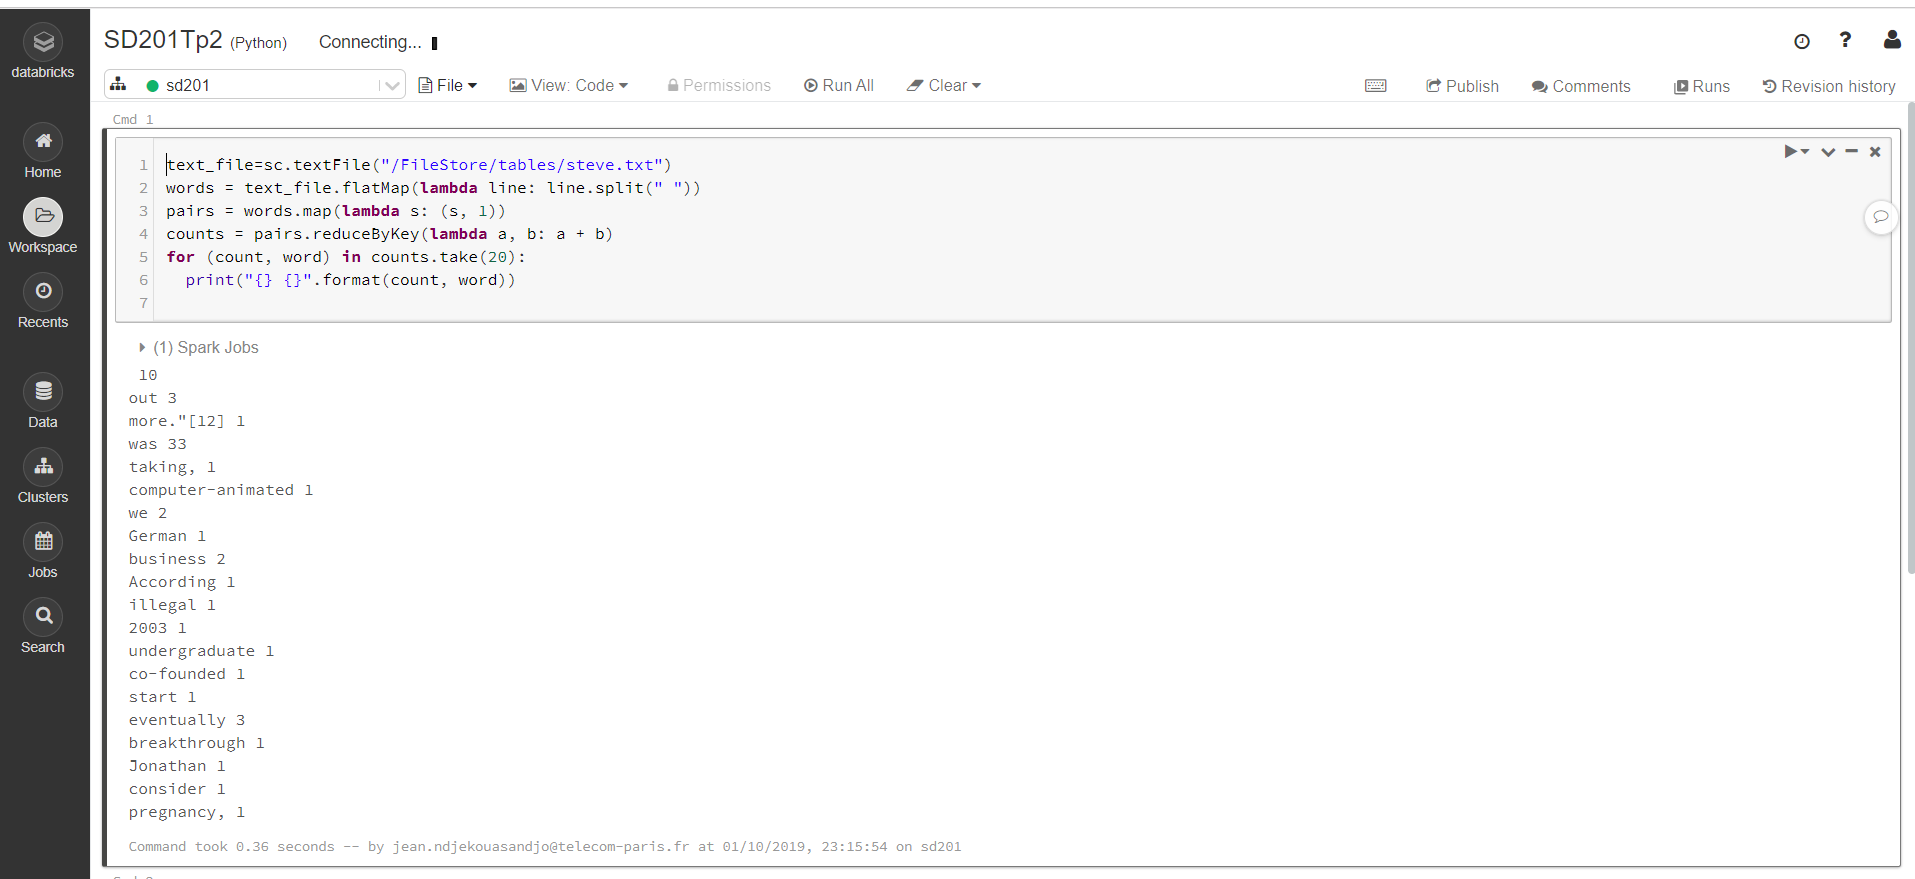 SD201Tp2 (Python) Connecting...
databricks
sd201 File View: Code Permissions Run All Clear Publish Comments Runs Revision history
Home
Workspace
Recents
Data
Clusters
Jobs
Search
Cmd 1
1 text_file=sc.textFile("/FileStore/tables/steve.txt")
2 words = text_file.flatMap(lambda line: line.split(" "))
3 pairs = words.map(lambda s: (s, 1))
4 counts = pairs.reduceByKey(lambda a, b: a + b)
5 for (count, word) in counts.take(20):
6   print("{} {}".format(count, word))
7
(1) Spark Jobs
 10
out 3
more."[12] 1
was 33
taking, 1
computer-animated 1
we 2
German 1
business 2
According 1
illegal 1
2003 1
undergraduate 1
co-founded 1
start 1
eventually 3
breakthrough 1
Jonathan 1
consider 1
pregnancy, 1
Command took 0.36 seconds -- by jean.ndjekouasandjo@telecom-paris.fr at 01/10/2019, 23:15:54 on sd201